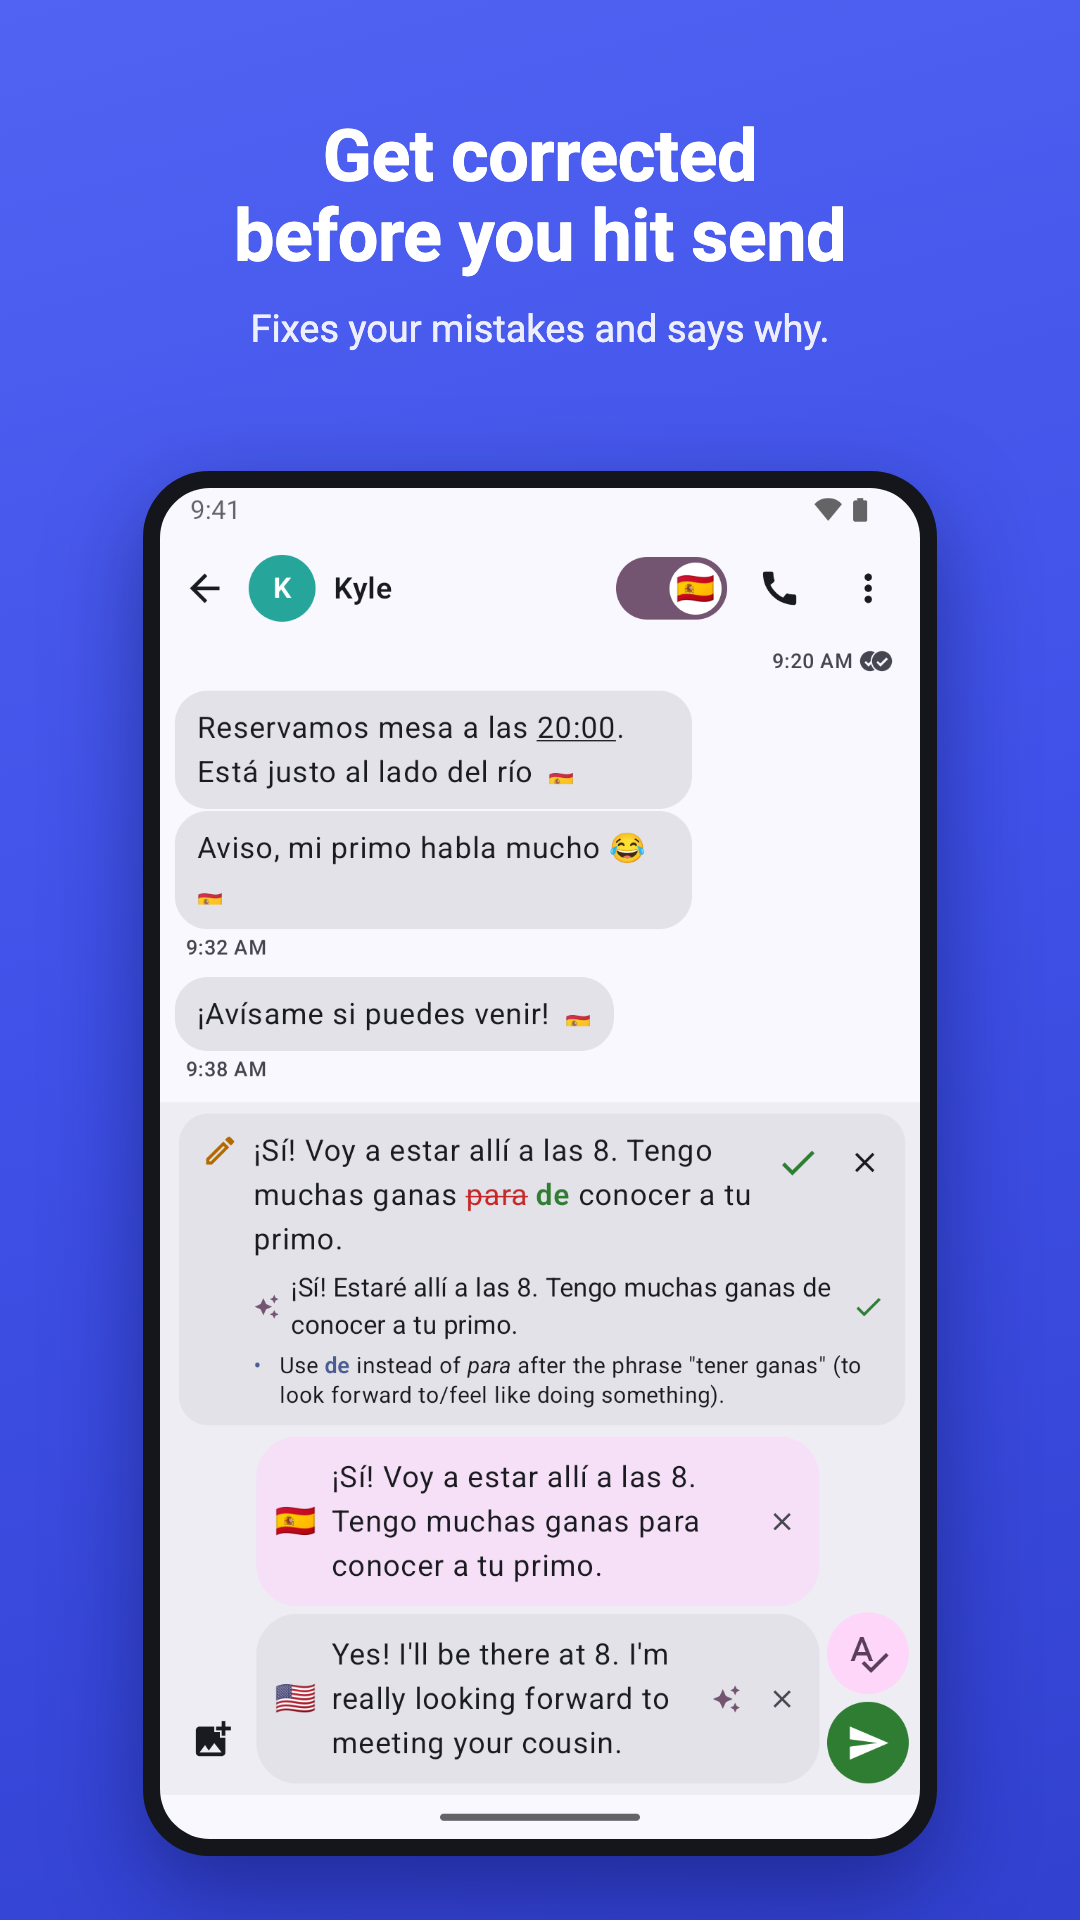 Get corrected
before you hit send
Fixes your mistakes and says why.
9:41
K
Kyle
9:20 AM
Reservamos mesa a las 20:00.
Está justo al lado del río 🇪🇸
Aviso, mi primo habla mucho 😂
🇪🇸
9:32 AM
¡Avísame si puedes venir! 🇪🇸
9:38 AM
¡Sí! Voy a estar allí a las 8. Tengo
muchas ganas para de conocer a tu
primo.
¡Sí! Estaré allí a las 8. Tengo muchas ganas de
conocer a tu primo.
• Use de instead of para after the phrase "tener ganas" (to
look forward to/feel like doing something).
¡Sí! Voy a estar allí a las 8.
Tengo muchas ganas para
conocer a tu primo.
Yes! I'll be there at 8. I'm
really looking forward to
meeting your cousin.